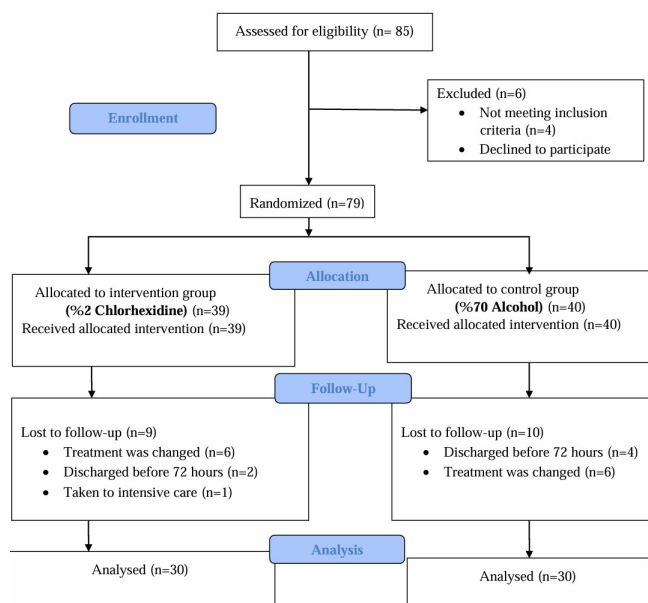 Assessed for eligibility (n= 85)
Enrollment
Excluded (n=6)
• Not meeting inclusion
criteria (n=4)
• Declined to participate
Randomized (n=79)
Allocation
Allocated to intervention group
(%2 Chlorhexidine) (n=39)
Received allocated intervention (n=39)
Allocated to control group
(%70 Alcohol) (n=40)
Received allocated intervention (n=40)
Follow-Up
Lost to follow-up (n=9)
• Treatment was changed (n=6)
• Discharged before 72 hours (n=2)
• Taken to intensive care (n=1)
Lost to follow-up (n=10)
• Discharged before 72 hours (n=4)
• Treatment was changed (n=6)
Analysis
Analysed (n=30)
Analysed (n=30)